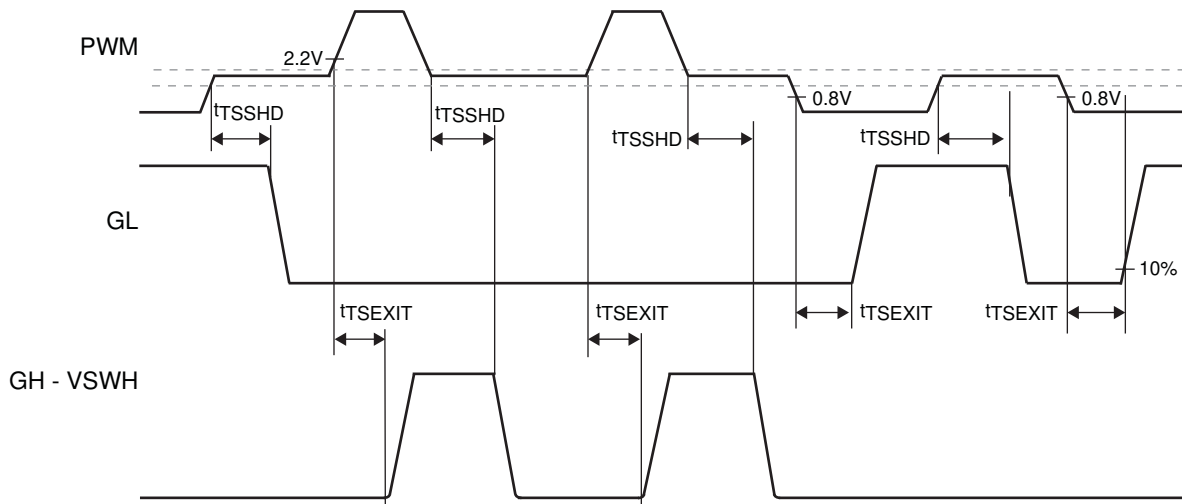 PWM
2.2V
0.8V
0.8V
tTSSHD
tTSSHD
tTSSHD
tTSSHD
GL
10%
tTSEXIT
tTSEXIT
tTSEXIT
tTSEXIT
GH - VSWH